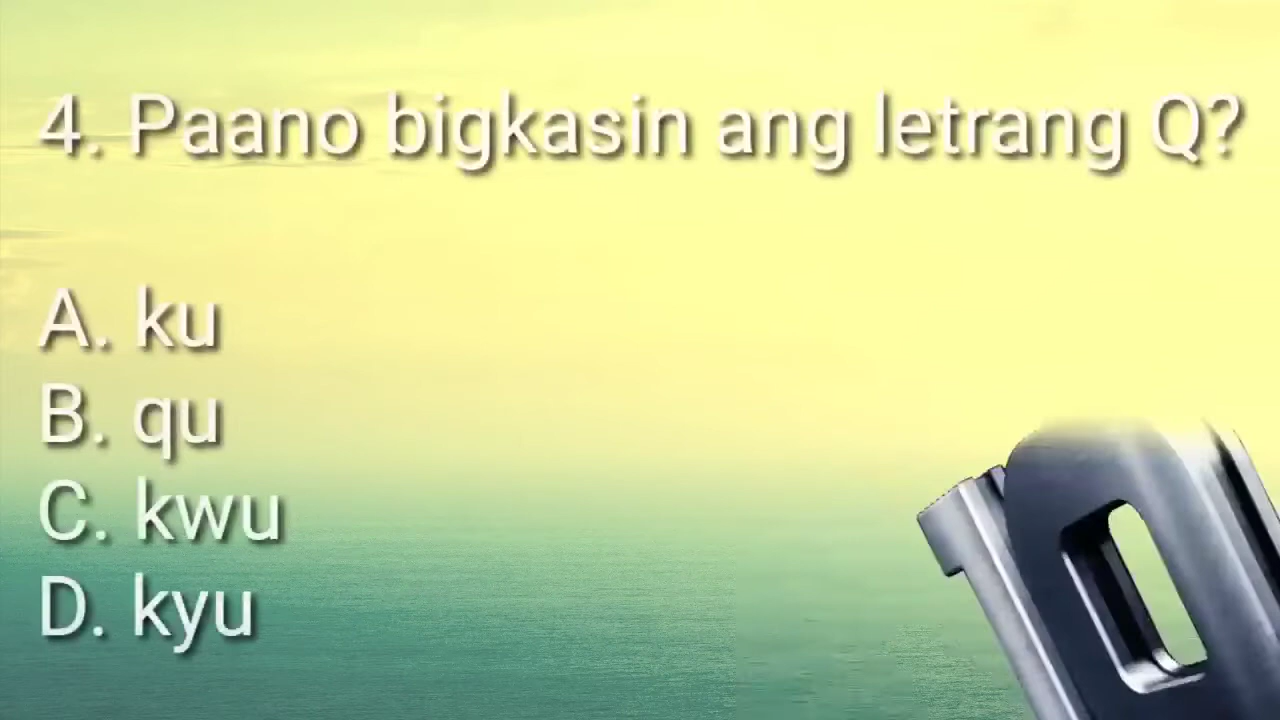 4. Paano bigkasin ang letrang Q?
A. ku
B. qu
C. kwu
D. kyu